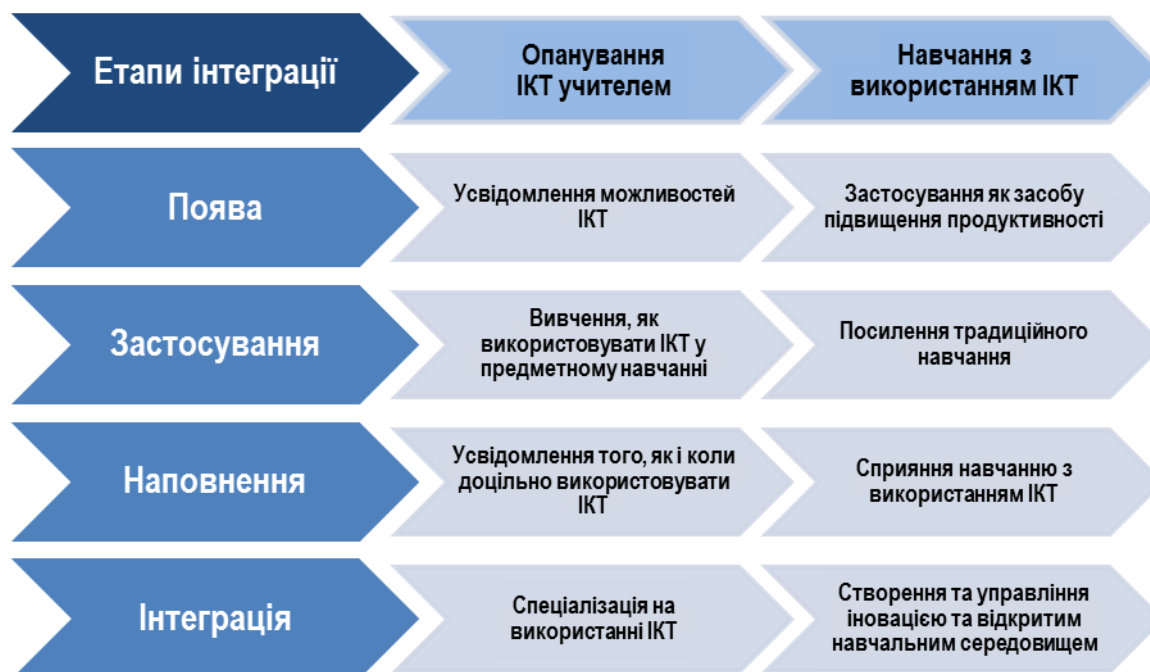 Етапи інтеграції
Опанування
ІКТ учителем
Навчання з
використанням ІКТ
Поява
Усвідомлення можливостей
ІКТ
Застосування як засобу
підвищення продуктивності
Застосування
Вивчення, як
використовувати ІКТ у
предметному навчанні
Посилення традиційного
навчання
Наповнення
Усвідомлення того, як і коли
доцільно використовувати
ІКТ
Сприяння навчанню з
використанням ІКТ
Інтеграція
Спеціалізація на
використанні ІКТ
Створення та управління
іновацією та відкритим
навчальним середовищем